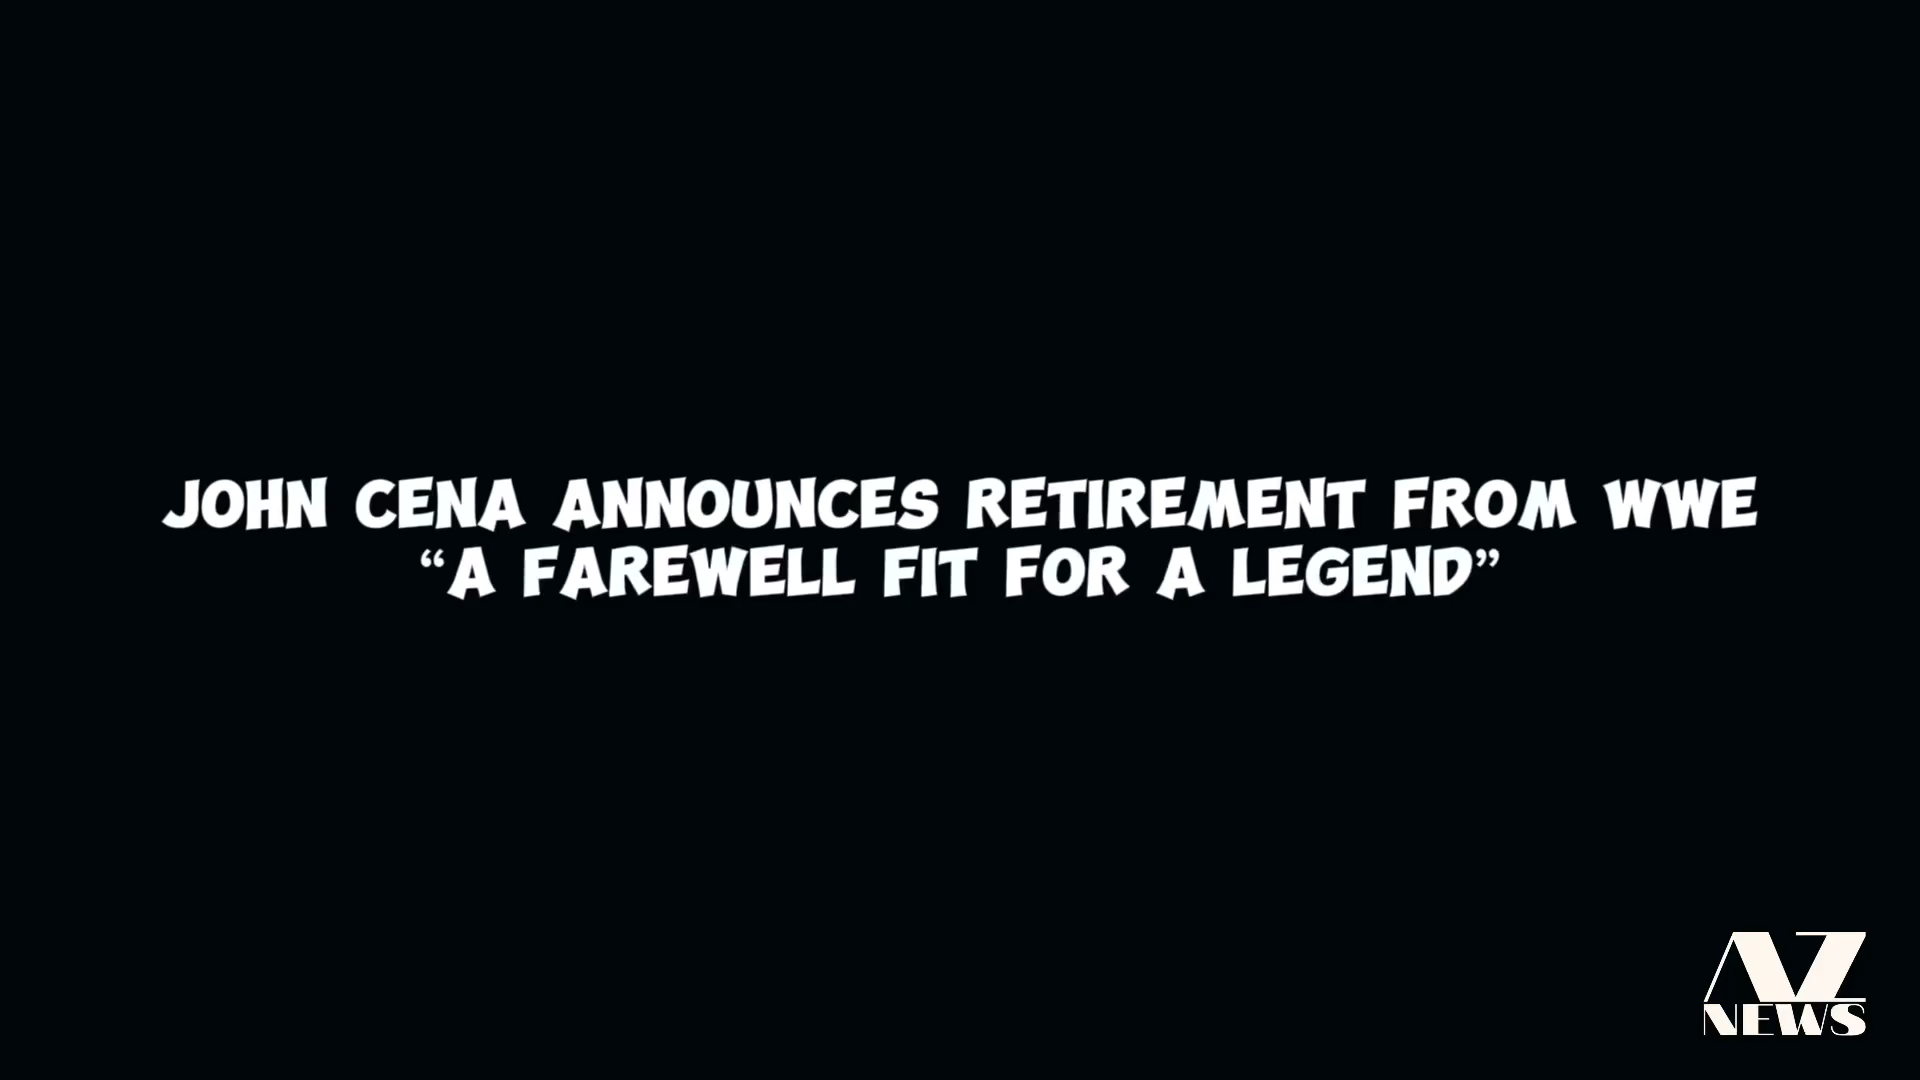 JOHN CENA ANNOUNCES RETIREMENT FROM WWE
“A FAREWELL FIT FOR A LEGEND”
AZ
NEWS